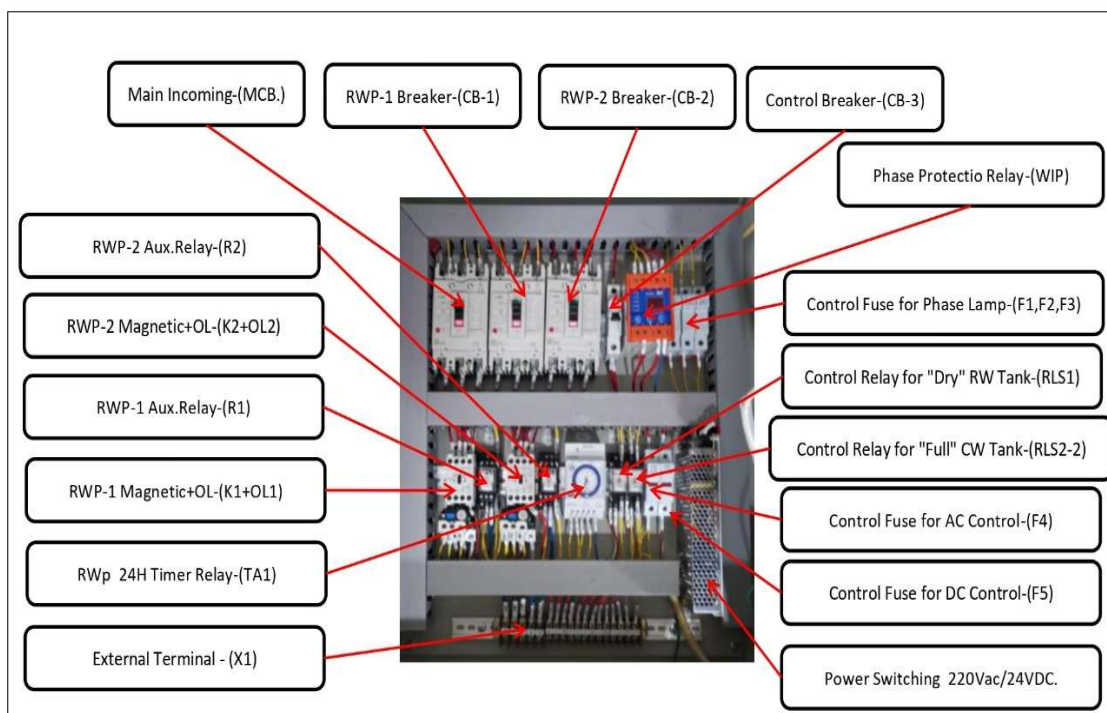 Main Incoming-(MCB.)
RWP-1 Breaker-(CB-1)
RWP-2 Breaker-(CB-2)
Control Breaker-(CB-3)
Phase Protectio Relay-(WIP)
RWP-2 Aux.Relay-(R2)
RWP-2 Magnetic+OL-(K2+OL2)
RWP-1 Aux.Relay-(R1)
RWP-1 Magnetic+OL-(K1+OL1)
RWp 24H Timer Relay-(TA1)
External Terminal - (X1)
Control Fuse for Phase Lamp-(F1,F2,F3)
Control Relay for "Dry" RW Tank-(RLS1)
Control Relay for "Full" CW Tank-(RLS2-2)
Control Fuse for AC Control-(F4)
Control Fuse for DC Control-(F5)
Power Switching 220Vac/24VDC.